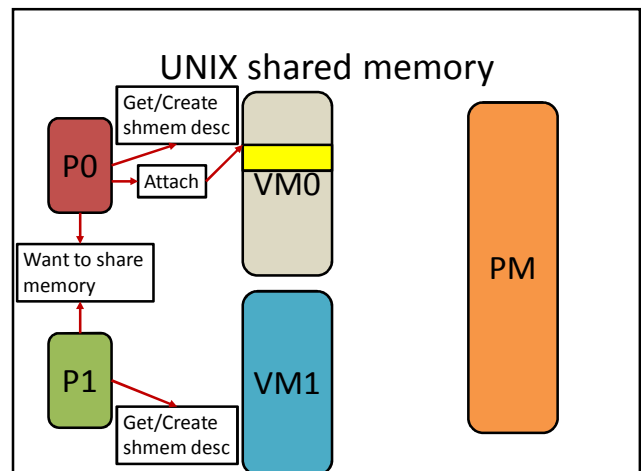 UNIX shared memory
Get/Create
shmem desc
P0
Attach
VM0
Want to share
memory
PM
P1
VM1
Get/Create
shmem desc